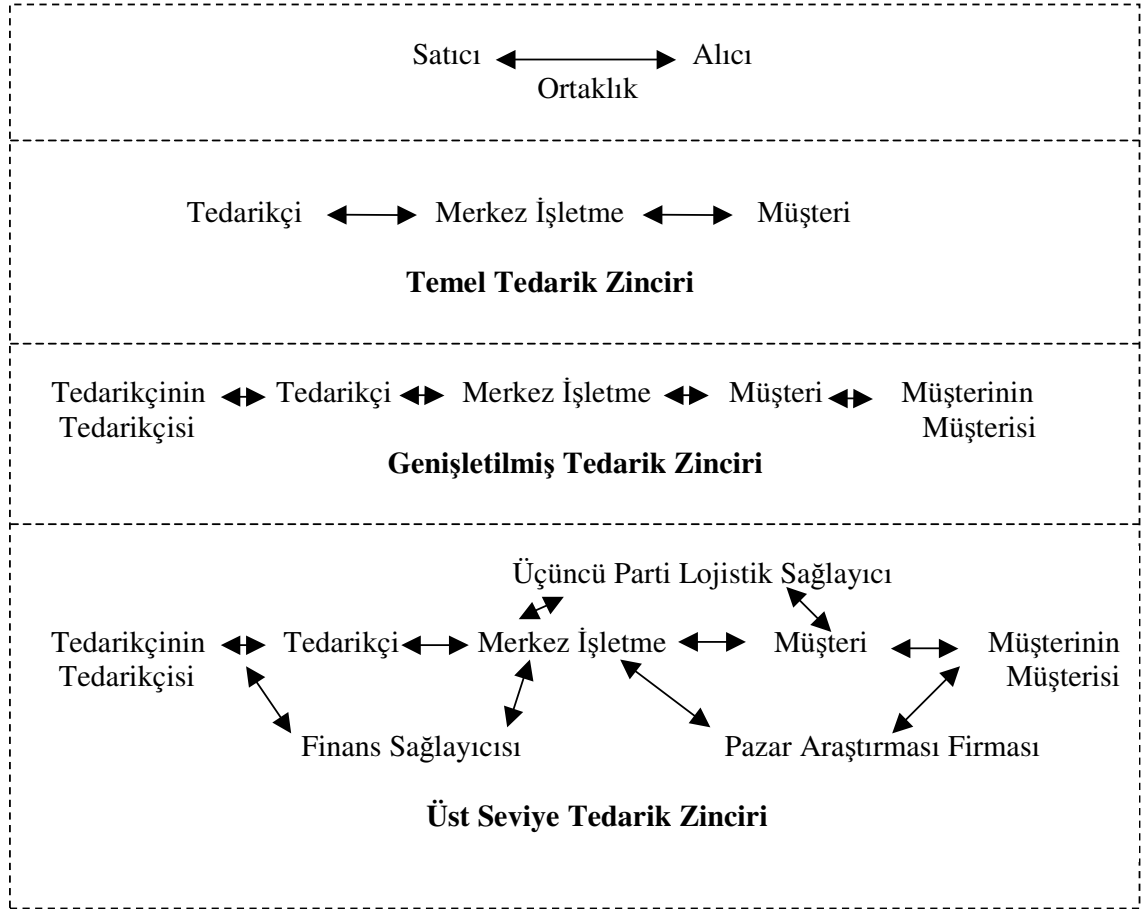 Satıcı Alıcı
Ortaklık
Tedarikçi Merkez İşletme Müşteri
Temel Tedarik Zinciri
Tedarikçinin Tedarikçi Merkez İşletme Müşteri Müşterinin
Tedarikçisi Müşterisi
Genişletilmiş Tedarik Zinciri
Üçüncü Parti Lojistik Sağlayıcı
Tedarikçinin Tedarikçi Merkez İşletme Müşteri Müşterinin
Tedarikçisi Müşterisi
Finans Sağlayıcısı Pazar Araştırması Firması
Üst Seviye Tedarik Zinciri